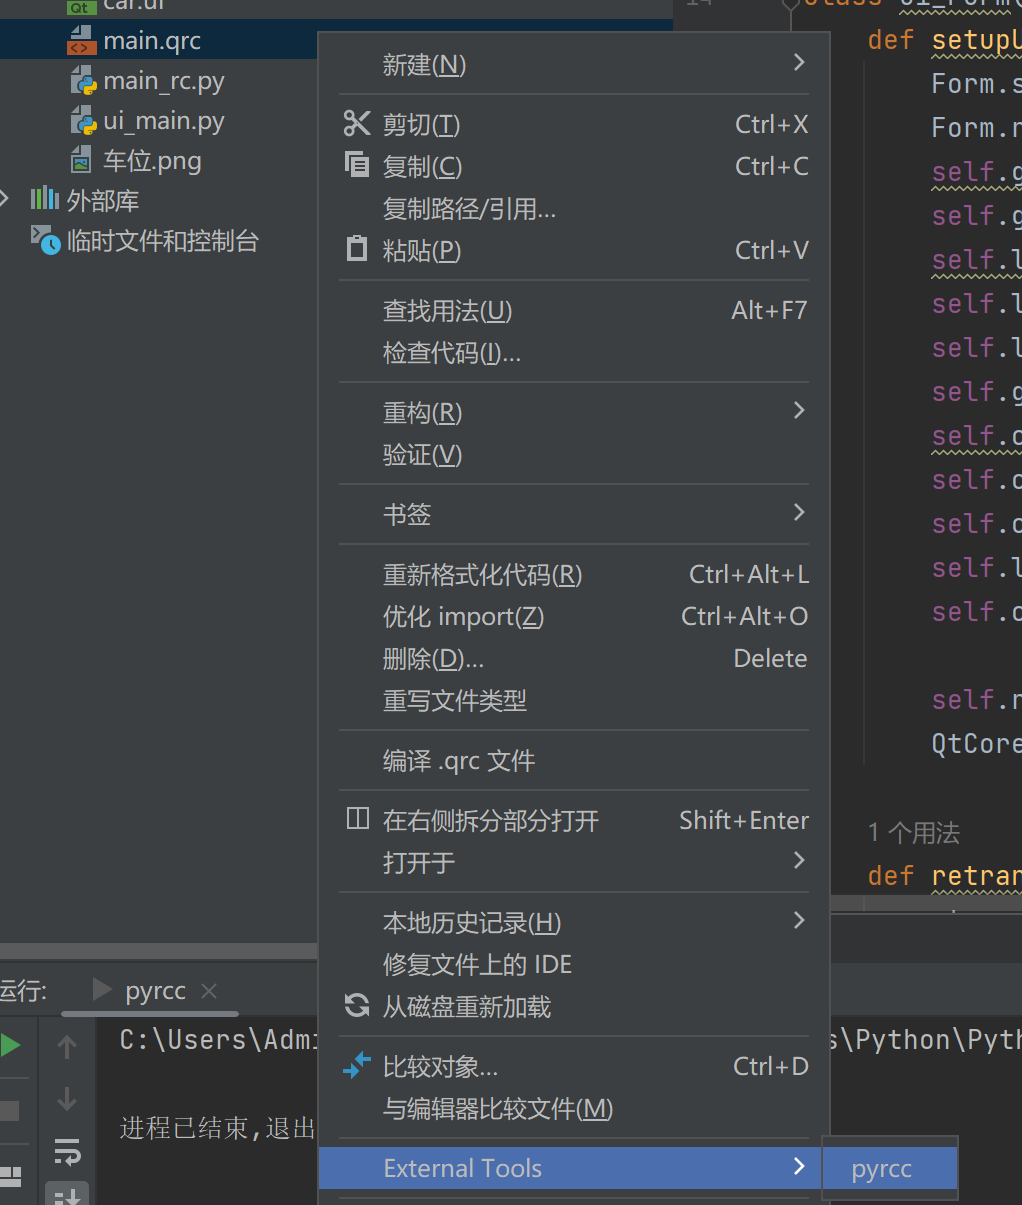 car.ui
main.qrc
main_rc.py
ui_main.py
车位.png
外部库
临时文件和控制台
新建(N)
剪切(T) Ctrl+X
复制(C) Ctrl+C
复制路径/引用...
粘贴(P) Ctrl+V
查找用法(U) Alt+F7
检查代码(I)...
重构(R)
验证(V)
书签
重新格式化代码(R) Ctrl+Alt+L
优化 import(Z) Ctrl+Alt+O
删除(D)... Delete
重写文件类型
编译 .qrc 文件
在右侧拆分部分打开 Shift+Enter
打开于
本地历史记录(H)
修复文件上的 IDE
从磁盘重新加载
比较对象... Ctrl+D
与编辑器比较文件(M)
External Tools
pyrcc
14
def setupU
Form.s
Form.r
self.g
self.g
self.l
self.l
self.l
self.g
self.c
self.c
self.c
self.l
self.c
self.r
QtCore
1 个用法
def retran
运行:
pyrcc
C:\Users\Admi
s\Python\Pyth
进程已结束,退出